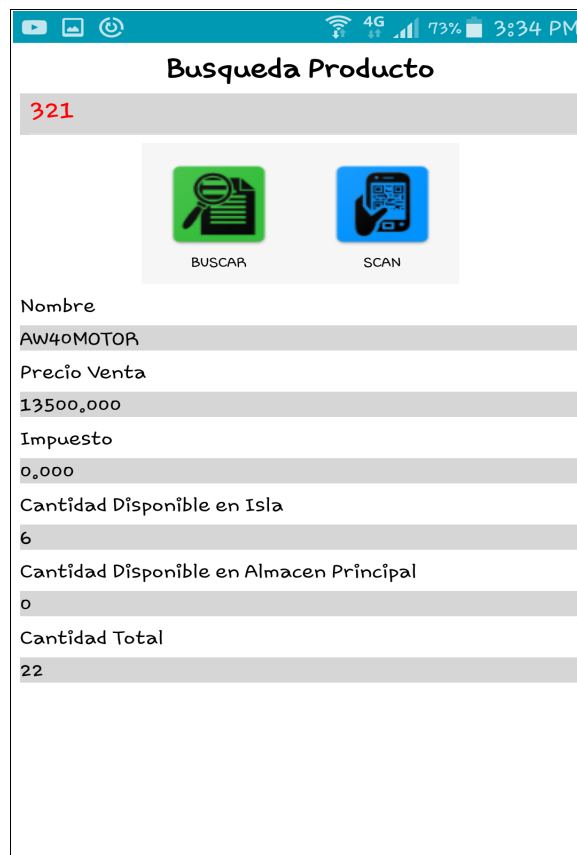 4G 73% 3:34 PM
Busqueda Producto
321
BUSCAR SCAN
Nombre
AW40MOTOR
Precio Venta
13500.000
Impuesto
0.000
Cantidad Disponible en Isla
6
Cantidad Disponible en Almacen Principal
0
Cantidad Total
22